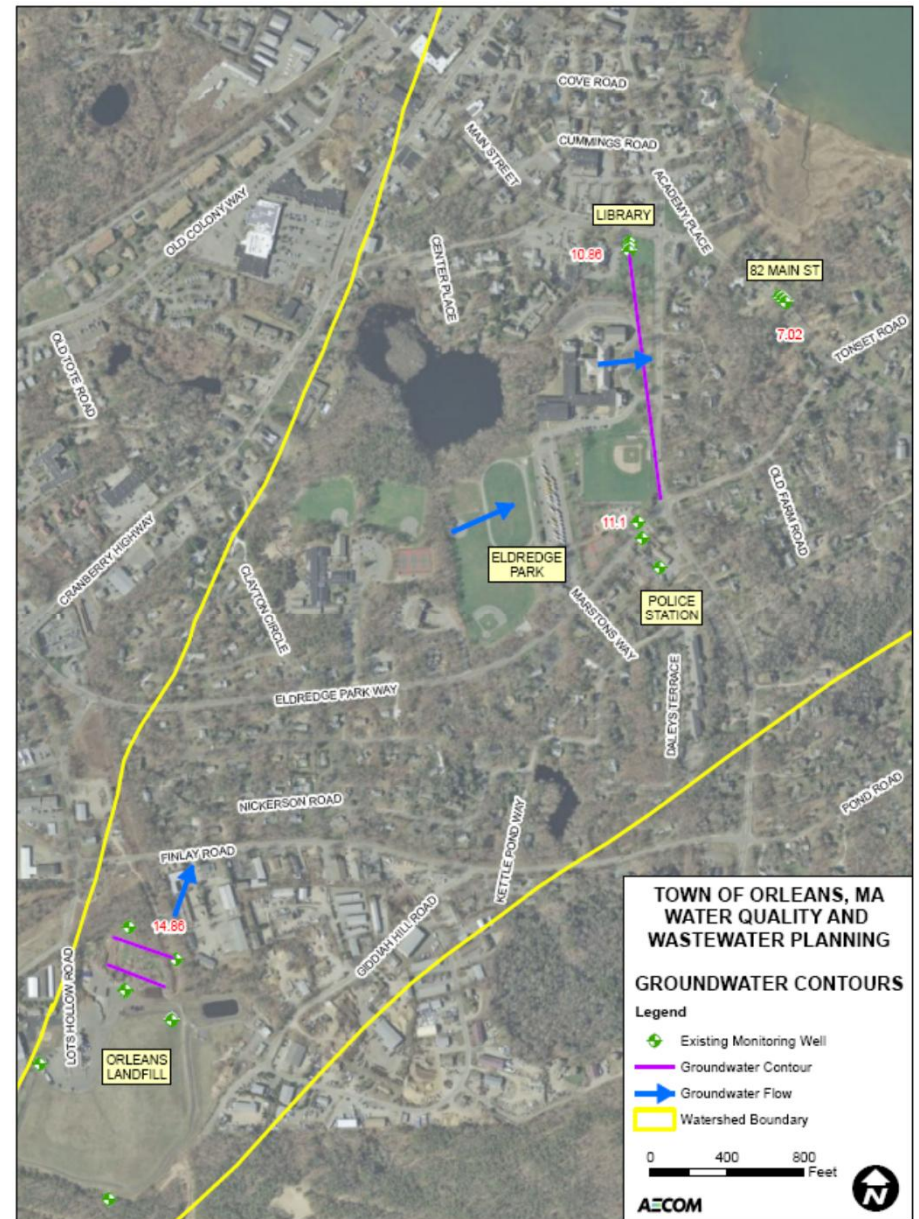 COVE ROAD
MAIN STREET
CUMMINGS ROAD
ACADEMY PLACE
LIBRARY
OLD COLONY WAY
10.86
CENTER PLACE
82 MAIN ST
7.02
TONSET ROAD
OLD TOTE ROAD
OLD FARM ROAD
CRANBERRY HIGHWAY
11.1
ELDREDGE
PARK
CLAYTON CIRCLE
MARSTONS WAY
POLICE
STATION
ELDREDGE PARK WAY
DALEYS TERRACE
NICKERSON ROAD
POND ROAD
KETTLE POND WAY
FINLAY ROAD
14.86
GIDDIAH HILL ROAD
LOTS HOLLOW ROAD
ORLEANS
LANDFILL
TOWN OF ORLEANS, MA
WATER QUALITY AND
WASTEWATER PLANNING
GROUNDWATER CONTOURS
Legend
Existing Monitoring Well
Groundwater Contour
Groundwater Flow
Watershed Boundary
0 400 800
Feet
AECOM
N